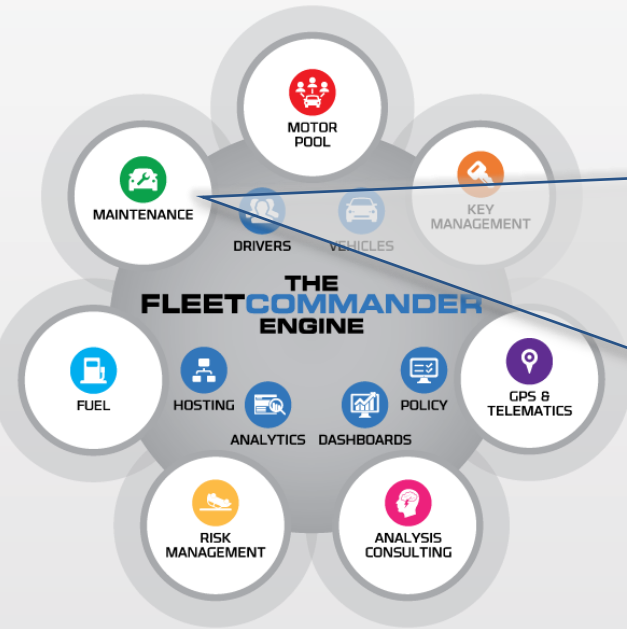 MOTOR
POOL
MAINTENANCE
KEY
MANAGEMENT
DRIVERS
VEHICLES
THE
FLEETCOMMANDER
ENGINE
FUEL
HOSTING
ANALYTICS
DASHBOARDS
POLICY
GPS &
TELEMATICS
RISK
MANAGEMENT
ANALYSIS
CONSULTING